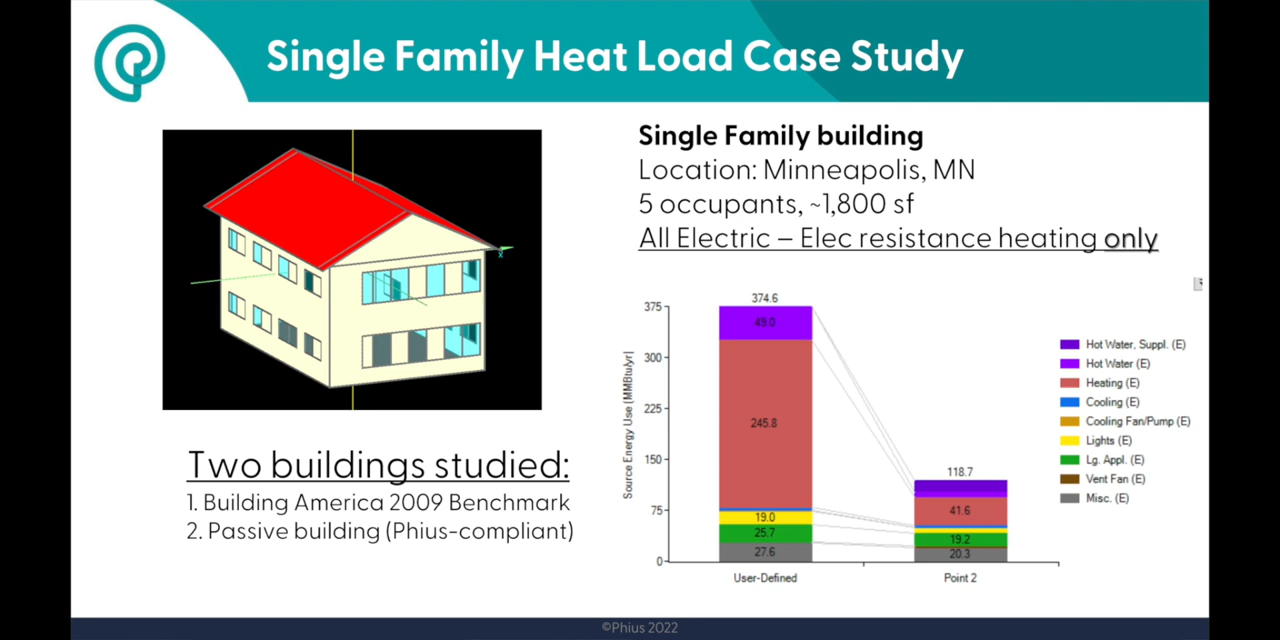 Single Family Heat Load Case Study
Single Family building
Location: Minneapolis, MN
5 occupants, ~1,800 sf
All Electric – Elec resistance heating only
x
Two buildings studied:
1. Building America 2009 Benchmark
2. Passive building (Phius-compliant)
Source Energy Use (MMBtu/yr)
375
300
225
150
75
0
374.6
49.0
245.8
19.0
25.7
27.6
User-Defined
118.7
41.6
19.2
20.3
Point 2
Hot Water, Suppl. (E)
Hot Water (E)
Heating (E)
Cooling (E)
Cooling Fan/Pump (E)
Lights (E)
Lg. Appl. (E)
Vent Fan (E)
Misc. (E)
©Phius 2022